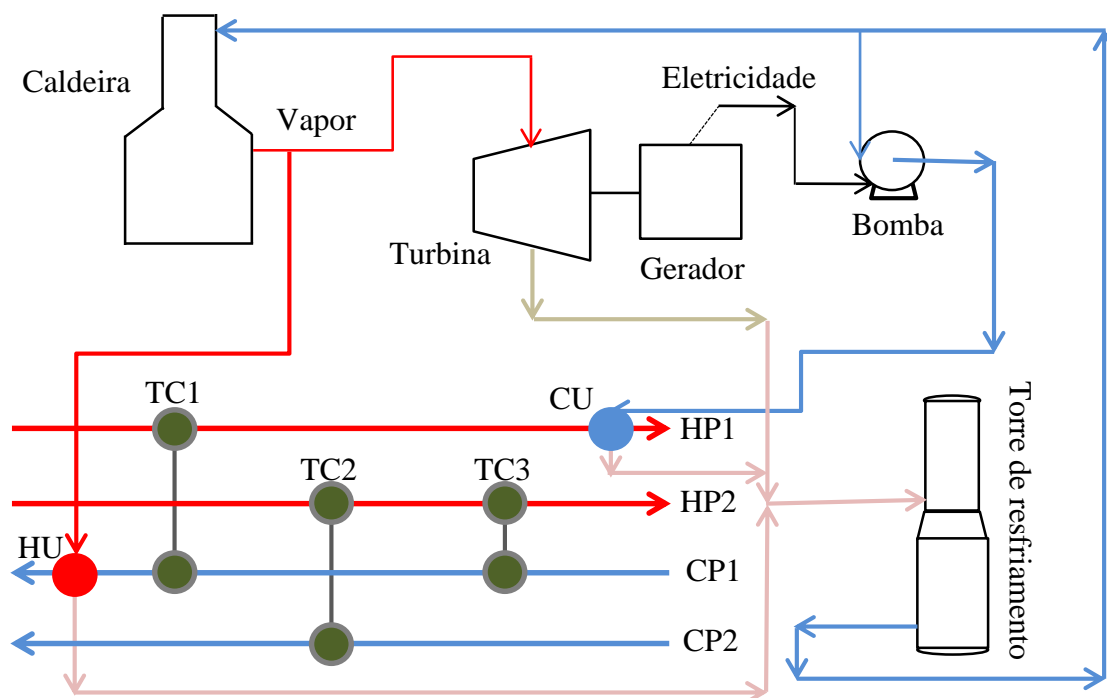 Eletricidade
Caldeira
Vapor
Bomba
Turbina
Gerador
TC1
CU
HP1
TC2
TC3
HP2
HU
CP1
CP2
Torre de resfriamento